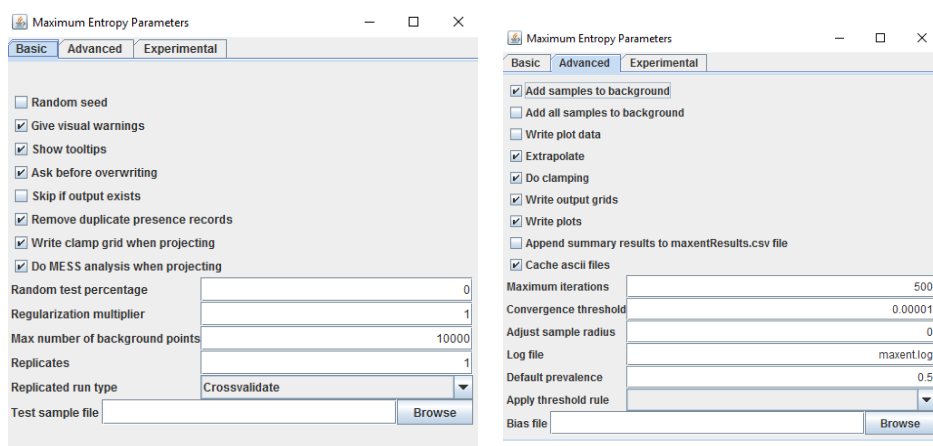 Maximum Entropy Parameters
Basic Advanced Experimental
Random seed
Give visual warnings
Show tooltips
Ask before overwriting
Skip if output exists
Remove duplicate presence records
Write clamp grid when projecting
Do MESS analysis when projecting
Random test percentage 0
Regularization multiplier 1
Max number of background points 10000
Replicates 1
Replicated run type Crossvalidate
Test sample file Browse
Maximum Entropy Parameters
Basic Advanced Experimental
Add samples to background
Add all samples to background
Write plot data
Extrapolate
Do clamping
Write output grids
Write plots
Append summary results to maxentResults.csv file
Cache ascii files
Maximum iterations 500
Convergence threshold 0.00001
Adjust sample radius 0
Log file maxent.log
Default prevalence 0.5
Apply threshold rule
Bias file Browse